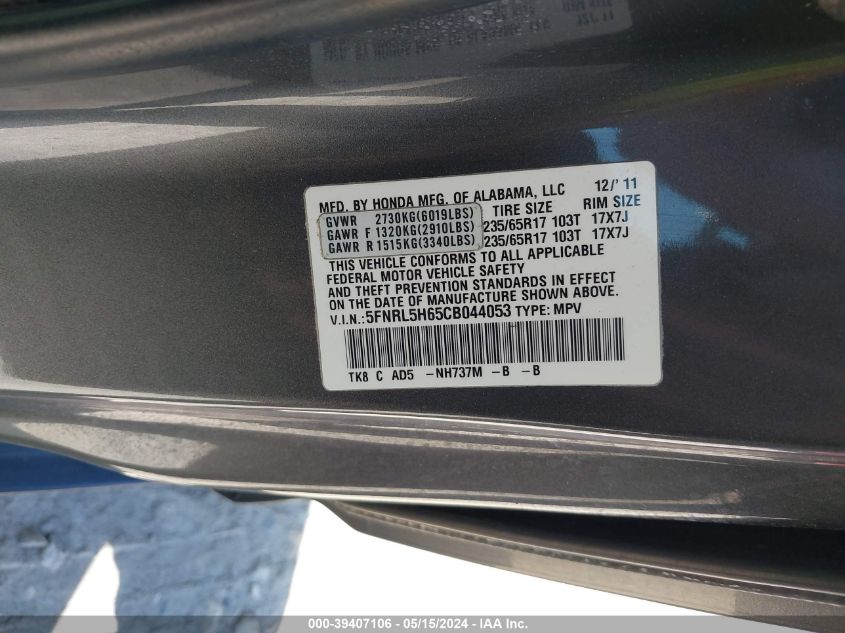 MFD. BY HONDA MFG. OF ALABAMA, LLC 12/'11
GVWR 2730KG(6019LBS) TIRE SIZE RIM SIZE
GAWR F 1320KG(2910LBS) 235/65R17 103T 17X7J
GAWR R 1515KG(3340LBS) 235/65R17 103T 17X7J
THIS VEHICLE CONFORMS TO ALL APPLICABLE
FEDERAL MOTOR VEHICLE SAFETY
AND THEFT PREVENTION STANDARDS IN EFFECT
ON THE DATE OF MANUFACTURE SHOWN ABOVE.
V.I.N.: 5FNRL5H65CB044053 TYPE: MPV
TK8 C AD5 -NH737M -B -B
000-39407106 - 05/15/2024 - IAA Inc.